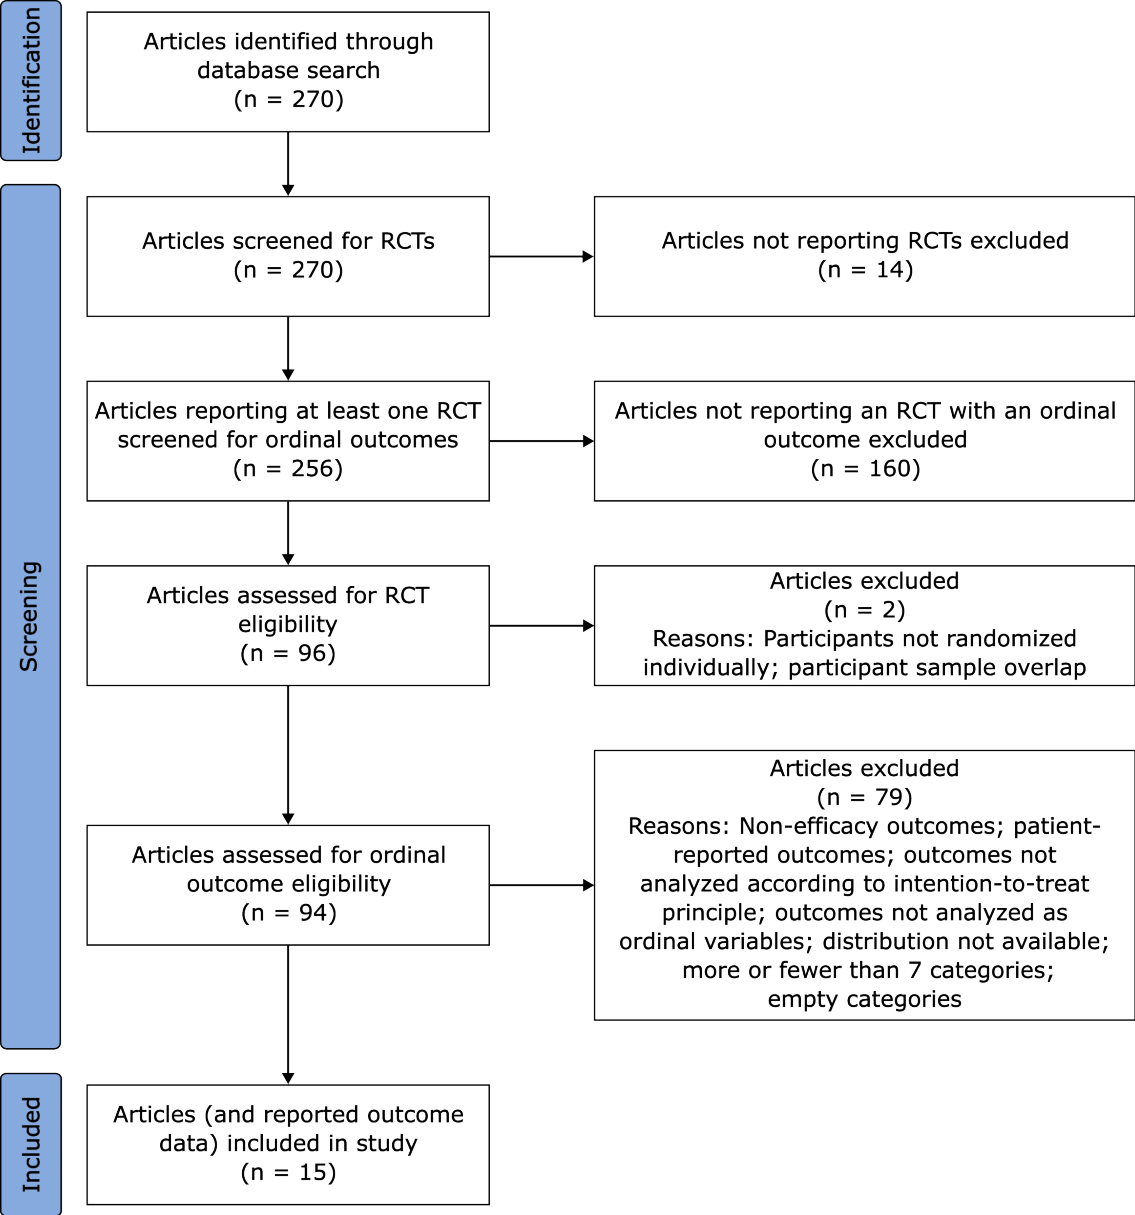 Identification
Articles identified through
database search
(n = 270)
Screening
Articles screened for RCTs
(n = 270)
Articles not reporting RCTs excluded
(n = 14)
Articles reporting at least one RCT
screened for ordinal outcomes
(n = 256)
Articles not reporting an RCT with an ordinal
outcome excluded
(n = 160)
Articles assessed for RCT
eligibility
(n = 96)
Articles excluded
(n = 2)
Reasons: Participants not randomized
individually; participant sample overlap
Articles assessed for ordinal
outcome eligibility
(n = 94)
Articles excluded
(n = 79)
Reasons: Non-efficacy outcomes; patient-
reported outcomes; outcomes not
analyzed according to intention-to-treat
principle; outcomes not analyzed as
ordinal variables; distribution not available;
more or fewer than 7 categories;
empty categories
Included
Articles (and reported outcome
data) included in study
(n = 15)